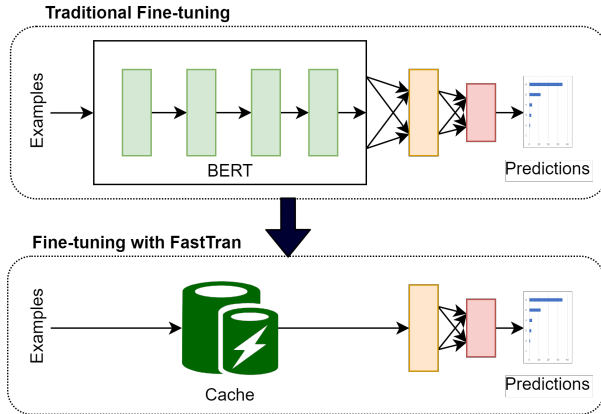 Traditional Fine-tuning
Examples
BERT
Predictions
Fine-tuning with FastTran
Examples
Cache
Predictions